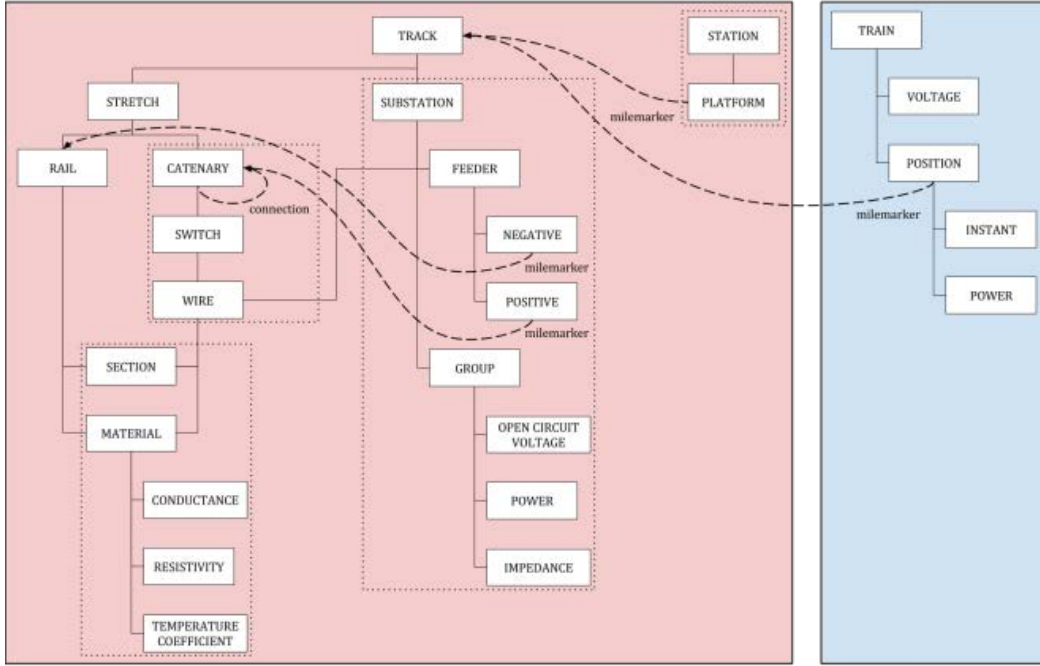 TRACK
STATION
TRAIN
STRETCH
SUBSTATION
PLATFORM
VOLTAGE
milemarker
RAIL
CATENARY
FEEDER
POSITION
connection
milemarker
SWITCH
NEGATIVE
INSTANT
milemarker
WIRE
POSITIVE
POWER
milemarker
SECTION
GROUP
MATERIAL
OPEN CIRCUIT
VOLTAGE
CONDUCTANCE
POWER
RESISTIVITY
IMPEDANCE
TEMPERATURE
COEFFICIENT